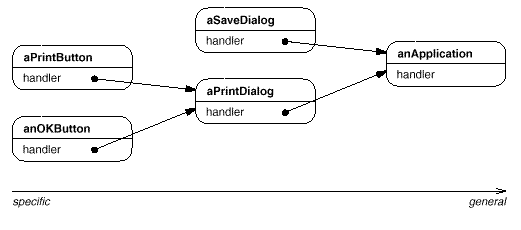 aSaveDialog
handler
aPrintButton
handler
anApplication
handler
aPrintDialog
handler
anOKButton
handler
specific
general